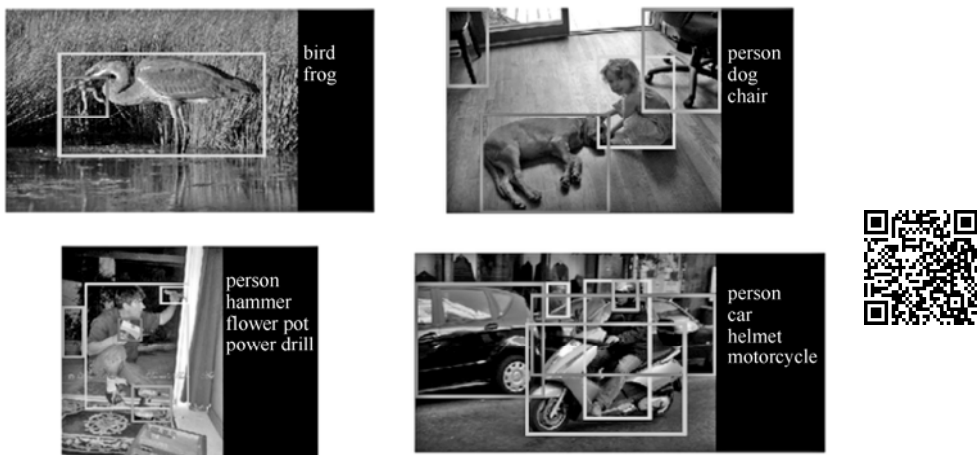 bird
frog
person
dog
chair
person
hammer
flower pot
power drill
person
car
helmet
motorcycle